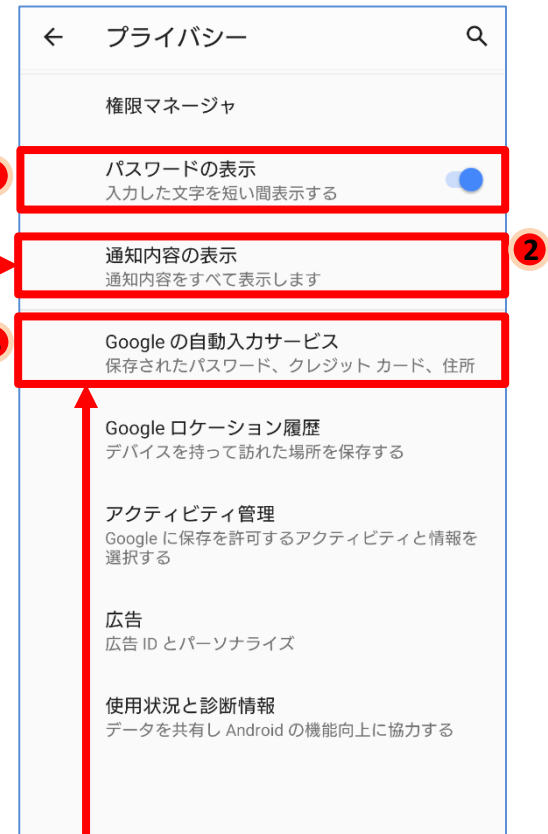 プライバシー
権限マネージャ
パスワードの表示
入力した文字を短い間表示する
通知内容の表示
通知内容をすべて表示します
2
Google の自動入力サービス
保存されたパスワード、クレジット カード、住所
Google ロケーション履歴
デバイスを持って訪れた場所を保存する
アクティビティ管理
Google に保存を許可するアクティビティと情報を
選択する
広告
広告 ID とパーソナライズ
使用状況と診断情報
データを共有し Android の機能向上に協力する